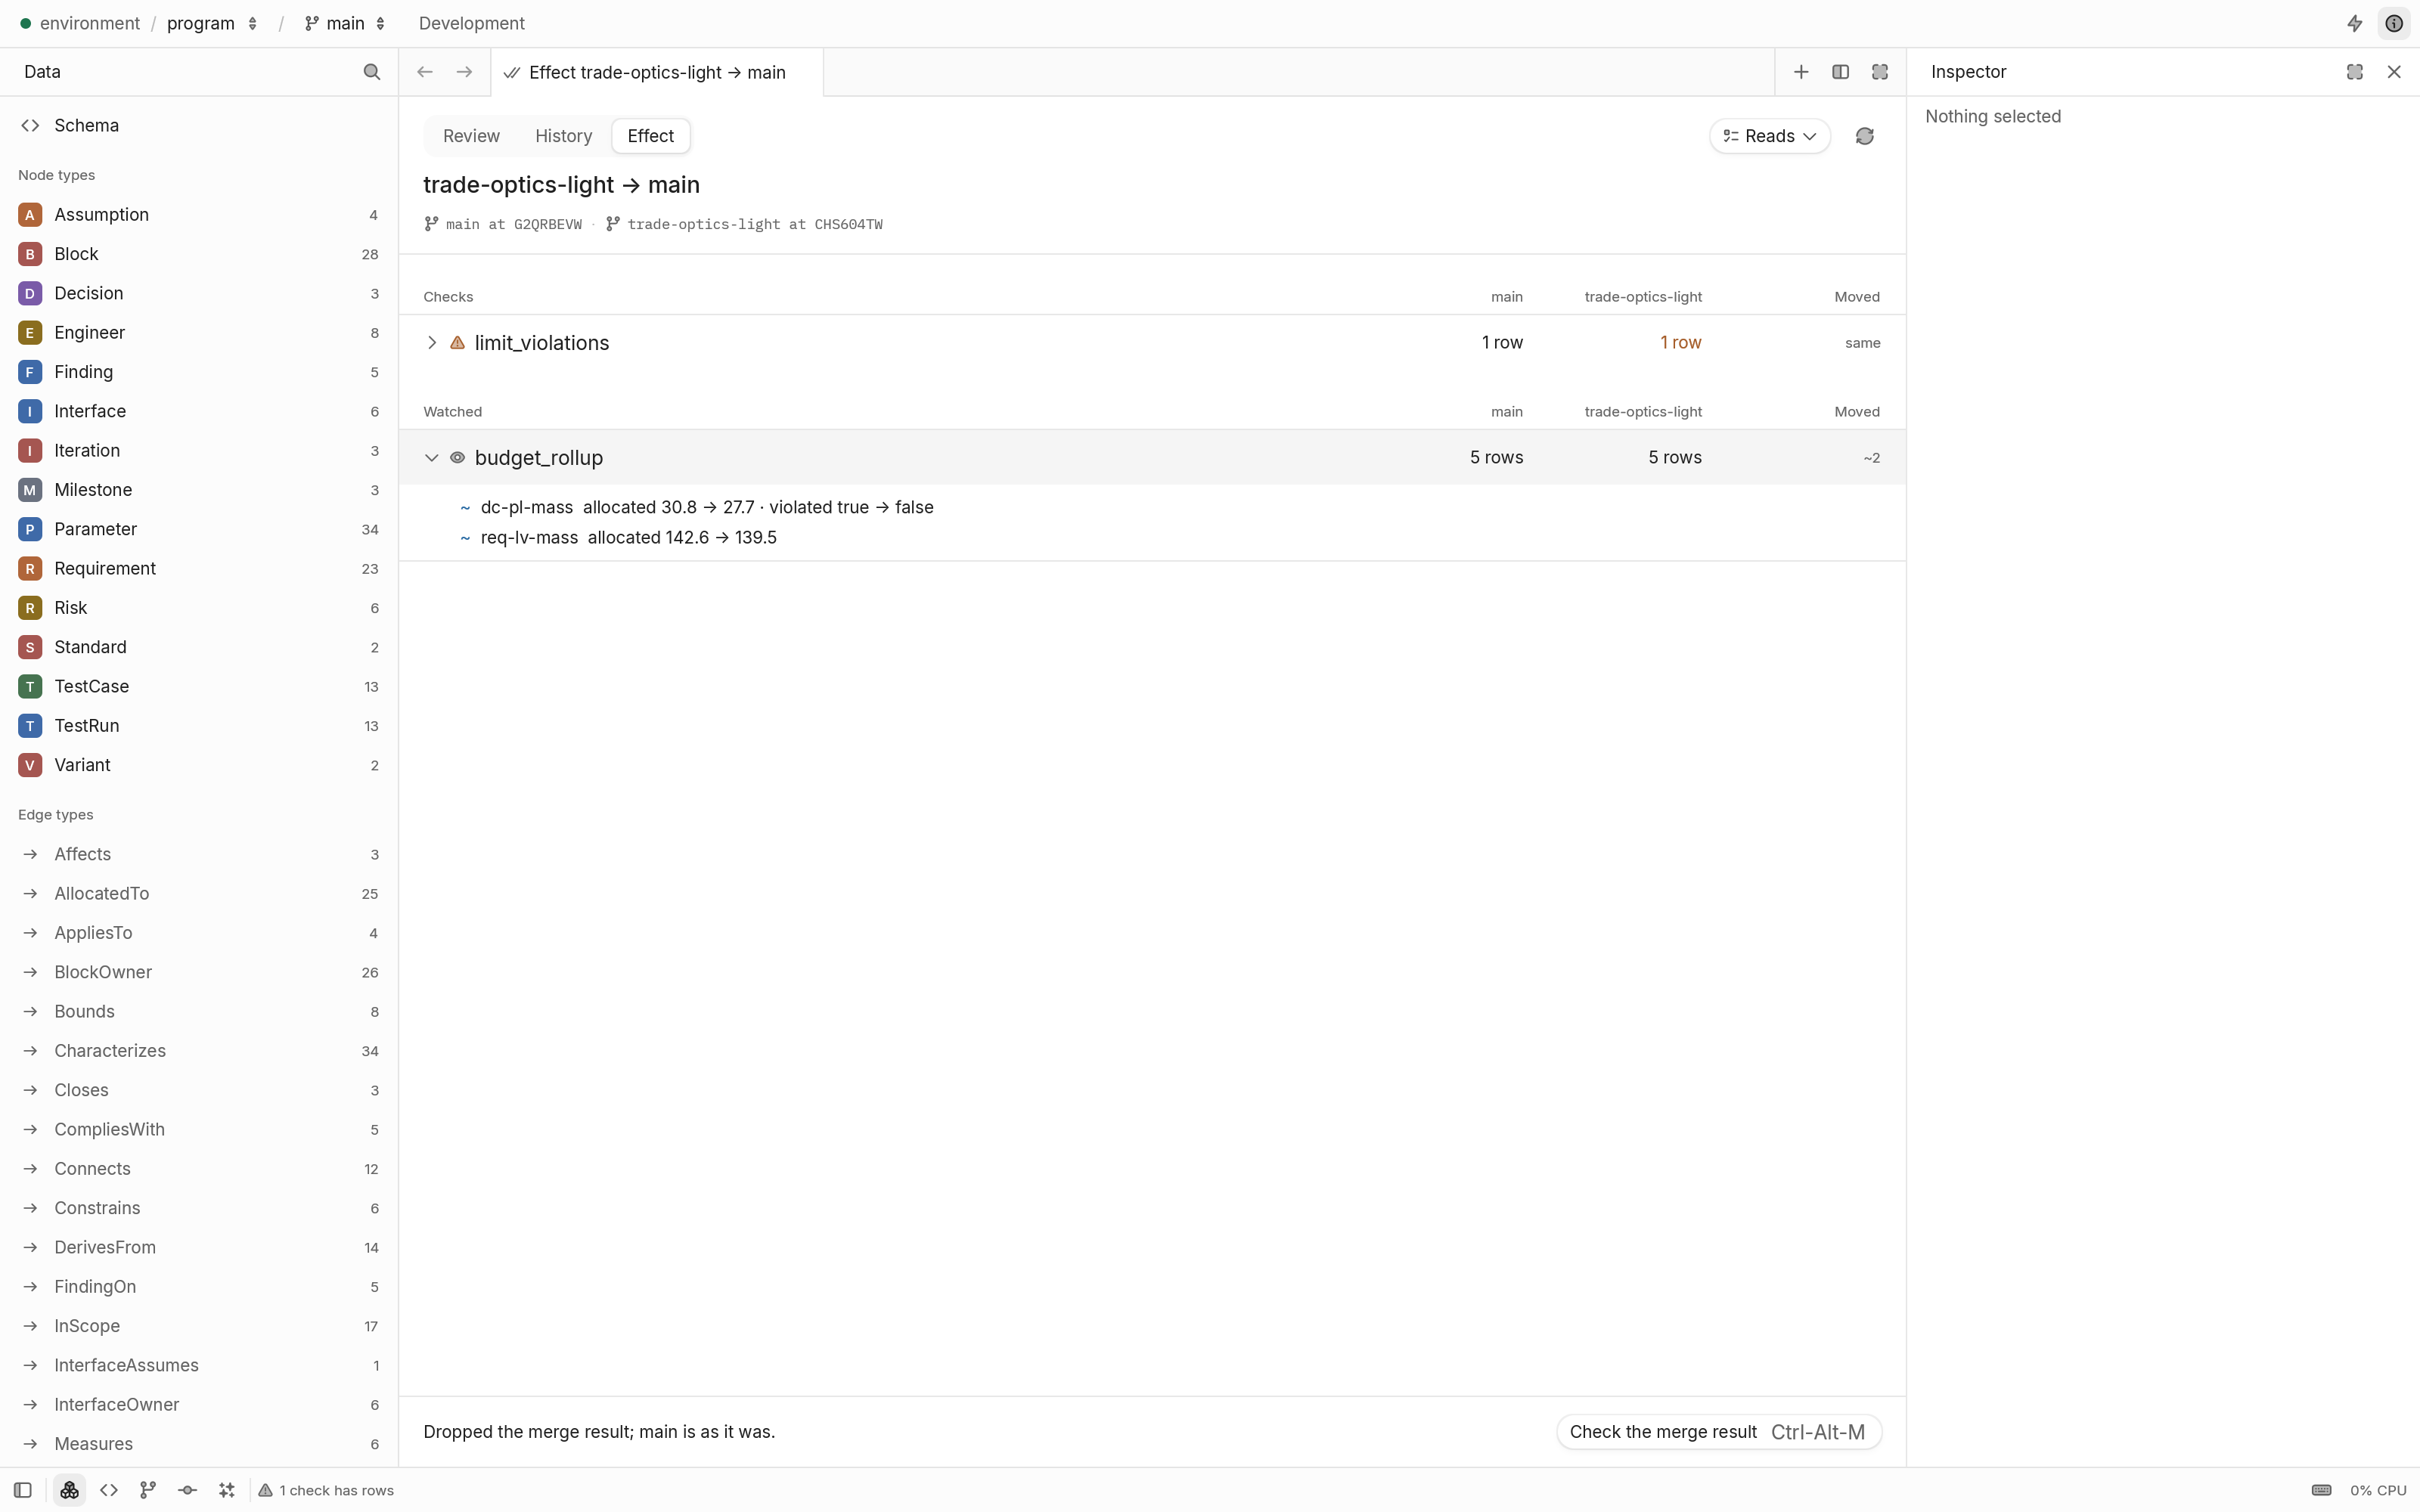 environment / program / main Development
Data
Effect trade-optics-light → main
Inspector
Schema
Nothing selected
Review History Effect
Reads
Node types
trade-optics-light → main
A Assumption 4
main at G2QRBEVW · trade-optics-light at CHS604TW
B Block 28
D Decision 3
Checks main trade-optics-light Moved
E Engineer 8
limit_violations 1 row 1 row same
F Finding 5
I Interface 6
Watched main trade-optics-light Moved
I Iteration 3
budget_rollup 5 rows 5 rows ~2
M Milestone 3
~ dc-pl-mass allocated 30.8 → 27.7 · violated true → false
P Parameter 34
~ req-lv-mass allocated 142.6 → 139.5
R Requirement 23
R Risk 6
S Standard 2
T TestCase 13
T TestRun 13
V Variant 2
Edge types
→ Affects 3
→ AllocatedTo 25
→ AppliesTo 4
→ BlockOwner 26
→ Bounds 8
→ Characterizes 34
→ Closes 3
→ CompliesWith 5
→ Connects 12
→ Constrains 6
→ DerivesFrom 14
→ FindingOn 5
→ InScope 17
→ InterfaceAssumes 1
→ InterfaceOwner 6
→ Measures 6
Dropped the merge result; main is as it was.
Check the merge result Ctrl-Alt-M
1 check has rows
0% CPU